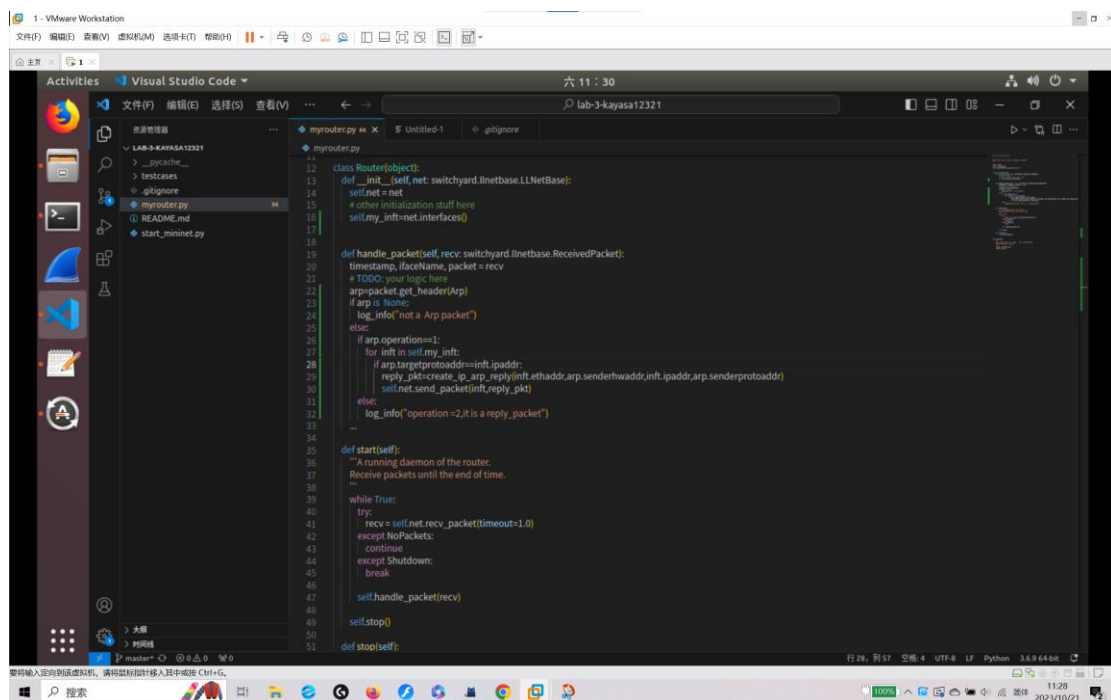 1 - VMware Workstation
文件(F) 编辑(E) 查看(V) 虚拟机(M) 选项卡(T) 帮助(H)
主页 1
Activities Visual Studio Code 六 11：30
文件(F) 编辑(E) 选择(S) 查看(V) ··· lab-3-kayasa12321
资源管理器 ··· myrouter.py M Untitled-1 .gitignore
LAB-3-KAYASA12321
__pycache__
testcases
.gitignore
myrouter.py M
README.md
start_mininet.py
myrouter.py
11
12 class Router(object):
13 def __init__(self, net: switchyard.llnetbase.LLNetBase):
14 self.net = net
15 # other initialization stuff here
16 self.my_inft=net.interfaces()
17
18
19 def handle_packet(self, recv: switchyard.llnetbase.ReceivedPacket):
20 timestamp, ifaceName, packet = recv
21 # TODO: your logic here
22 arp=packet.get_header(Arp)
23 if arp is None:
24 log_info("not a Arp packet")
25 else:
26 if arp.operation==1:
27 for inft in self.my_inft:
28 if arp.targetprotoaddr==inft.ipaddr:
29 reply_pkt=create_ip_arp_reply(inft.ethaddr,arp.senderhwaddr,inft.ipaddr,arp.senderprotoaddr)
30 self.net.send_packet(inft,reply_pkt)
31 else:
32 log_info("operation =2,it is a reply_packet")
33 ...
34
35 def start(self):
36 '''A running daemon of the router.
37 Receive packets until the end of time.
38 '''
39 while True:
40 try:
41 recv = self.net.recv_packet(timeout=1.0)
42 except NoPackets:
43 continue
44 except Shutdown:
45 break
46
47 self.handle_packet(recv)
48
49 self.stop()
50
51 def stop(self):
大纲
时间线
master* 0 0 0 行 28，列 57 空格: 4 UTF-8 LF Python 3.6.9 64-bit
要将输入定向到该虚拟机，请将鼠标指针移入其中或按 Ctrl+G。
搜索 100% 英 11:28
2023/10/21